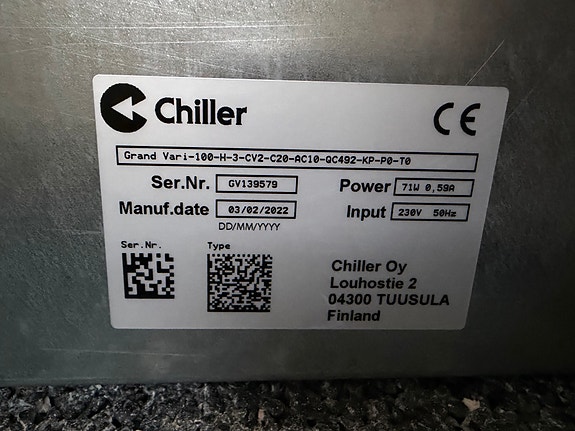 Chiller CE
Grand Vari-100-H-3-CV2-C20-AC10-QC492-KP-P0-T0
Ser.Nr. GV139579 Power 71W 0,59A
Manuf.date 03/02/2022 Input 230V 50Hz
DD/MM/YYYY
Ser.Nr. Type
Chiller Oy
Louhostie 2
04300 TUUSULA
Finland